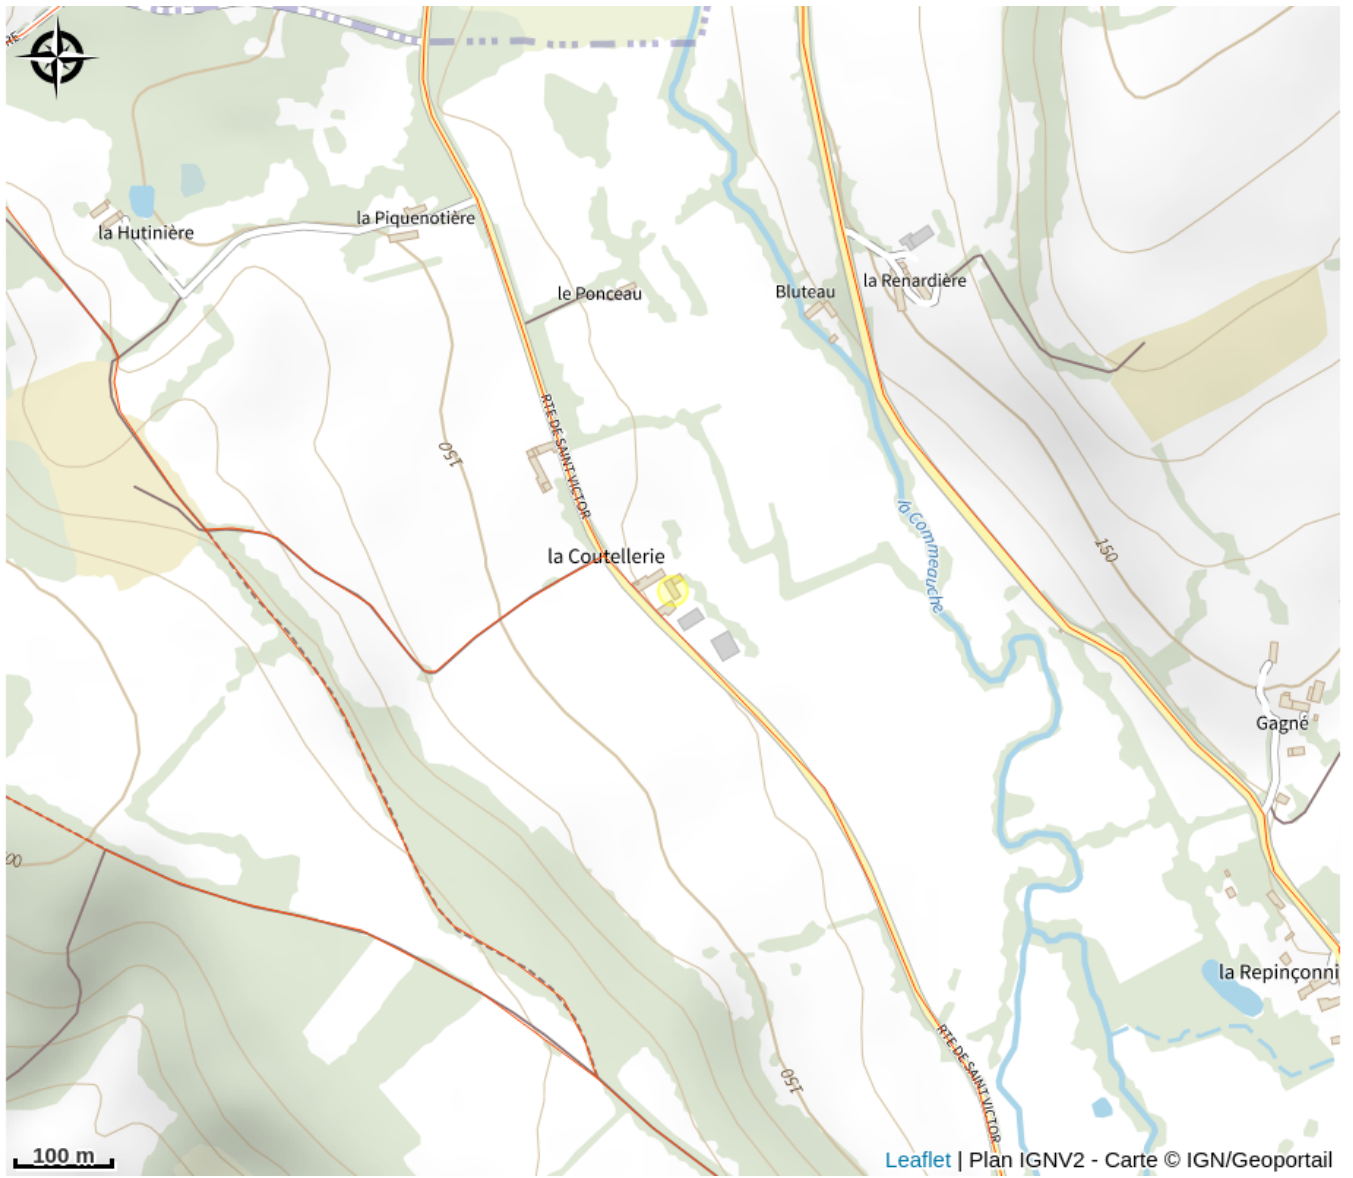 RE
la Hutinière
la Piquenotière
le Ponceau
Bluteau
la Renardière
RTE DE SAINT VICTOR
150
la Coutellerie
la Commeauche
150
Gagné
la Repinçonni
RTE DE SAINT VICTOR
150
100 m
Leaflet | Plan IGNV2 - Carte © IGN/Geoportail